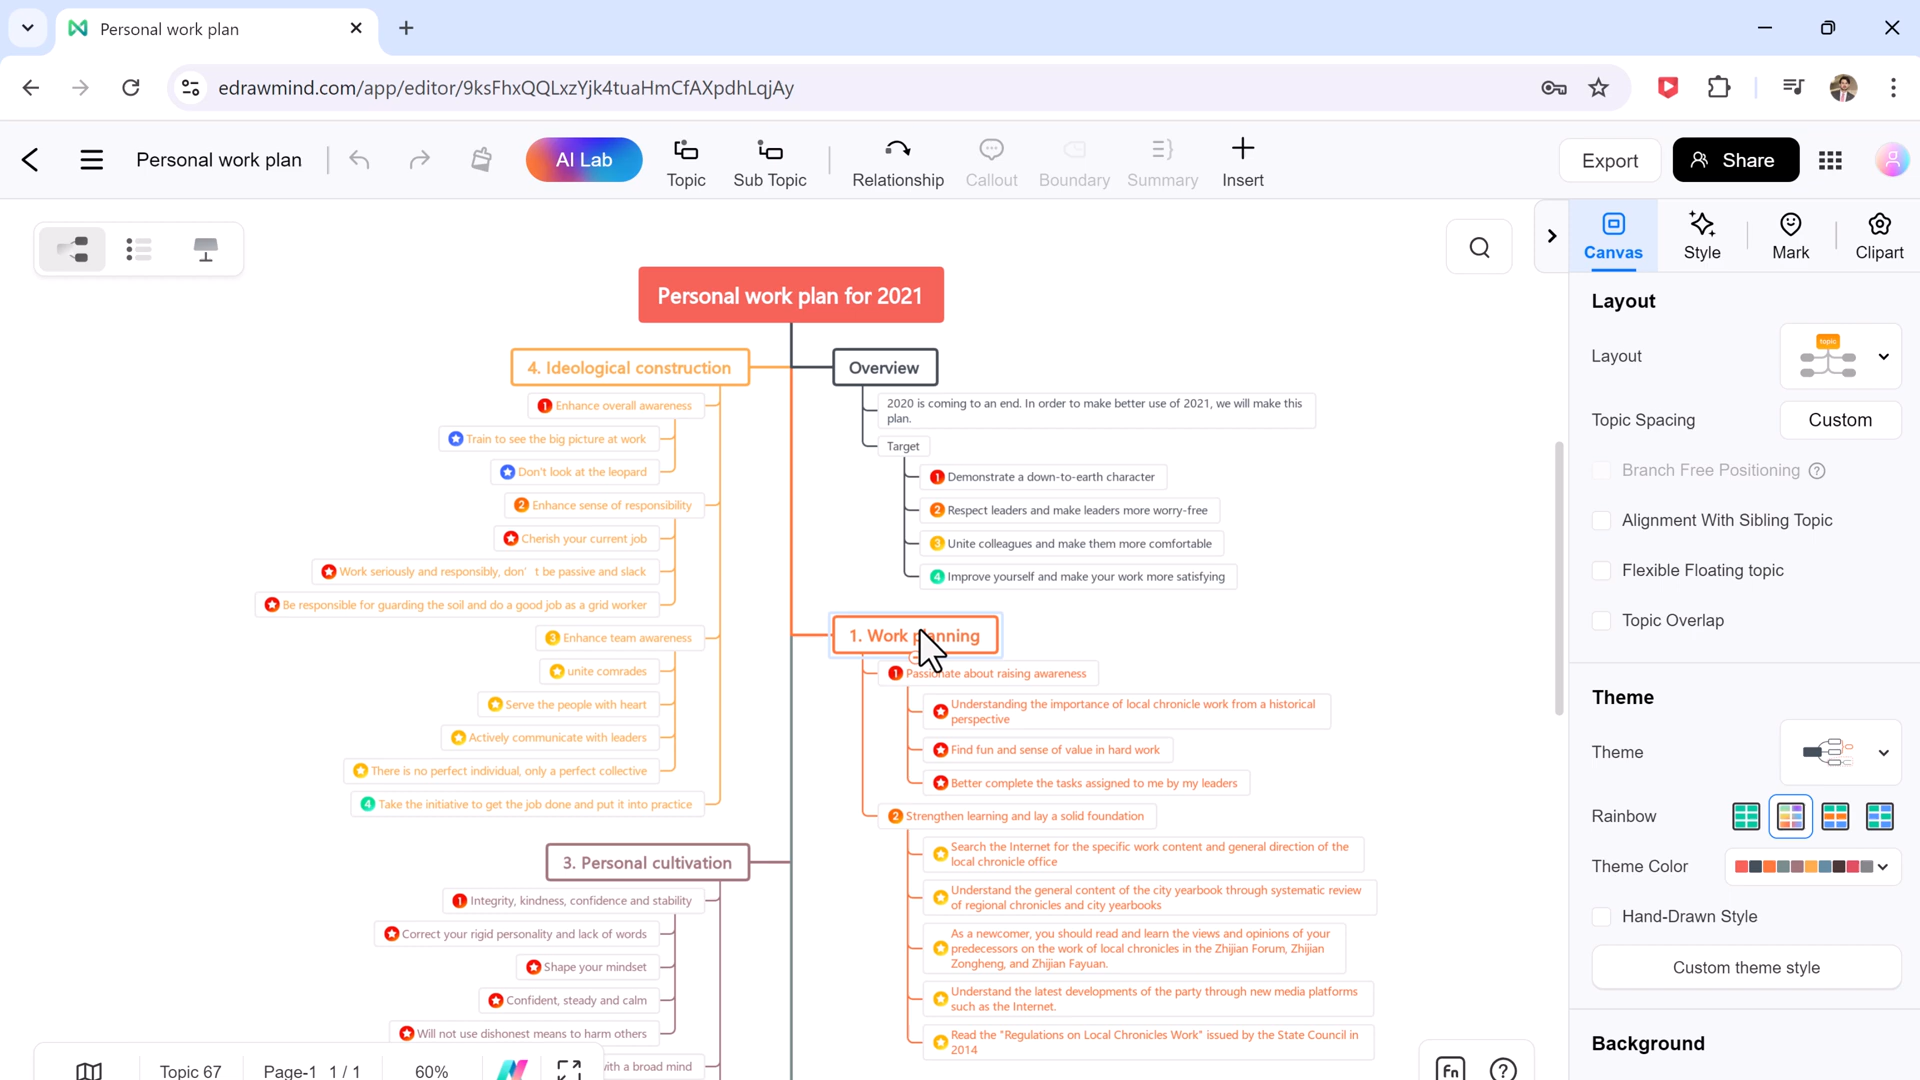 Personal work plan
edrawmind.com/app/editor/9ksFhxQQLxzYjk4tuaHmCfAXpdhLqjAy
Personal work plan
AI Lab
Topic
Sub Topic
Relationship
Callout
Boundary
Summary
Insert
Export
Share
Canvas
Style
Mark
Clipart
Personal work plan for 2021
4. Ideological construction
1 Enhance overall awareness
Train to see the big picture at work
Don't look at the leopard
2 Enhance sense of responsibility
Cherish your current job
Work seriously and responsibly, don’t be passive and slack
Be responsible for guarding the soil and do a good job as a grid worker
3 Enhance team awareness
unite comrades
Serve the people with heart
Actively communicate with leaders
There is no perfect individual, only a perfect collective
4 Take the initiative to get the job done and put it into practice
3. Personal cultivation
1 Integrity, kindness, confidence and stability
Correct your rigid personality and lack of words
Shape your mindset
Confident, steady and calm
Will not use dishonest means to harm others
with a broad mind
Overview
2020 is coming to an end. In order to make better use of 2021, we will make this
plan.
Target
1 Demonstrate a down-to-earth character
2 Respect leaders and make leaders more worry-free
3 Unite colleagues and make them more comfortable
4 Improve yourself and make your work more satisfying
1. Work planning
1 Passionate about raising awareness
Understanding the importance of local chronicle work from a historical
perspective
Find fun and sense of value in hard work
Better complete the tasks assigned to me by my leaders
2 Strengthen learning and lay a solid foundation
Search the Internet for the specific work content and general direction of the
local chronicle office
Understand the general content of the city yearbook through systematic review
of regional chronicles and city yearbooks
As a newcomer, you should read and learn the views and opinions of your
predecessors on the work of local chronicles in the Zhijian Forum, Zhijian
Zongheng, and Zhijian Fayuan.
Understand the latest developments of the party through new media platforms
such as the Internet.
Read the "Regulations on Local Chronicles Work" issued by the State Council in
2014
Layout
Layout
topic
Topic Spacing
Custom
Branch Free Positioning
Alignment With Sibling Topic
Flexible Floating topic
Topic Overlap
Theme
Theme
Rainbow
Theme Color
Hand-Drawn Style
Custom theme style
Background
Topic 67
Page-1
1 / 1
60%
Fn